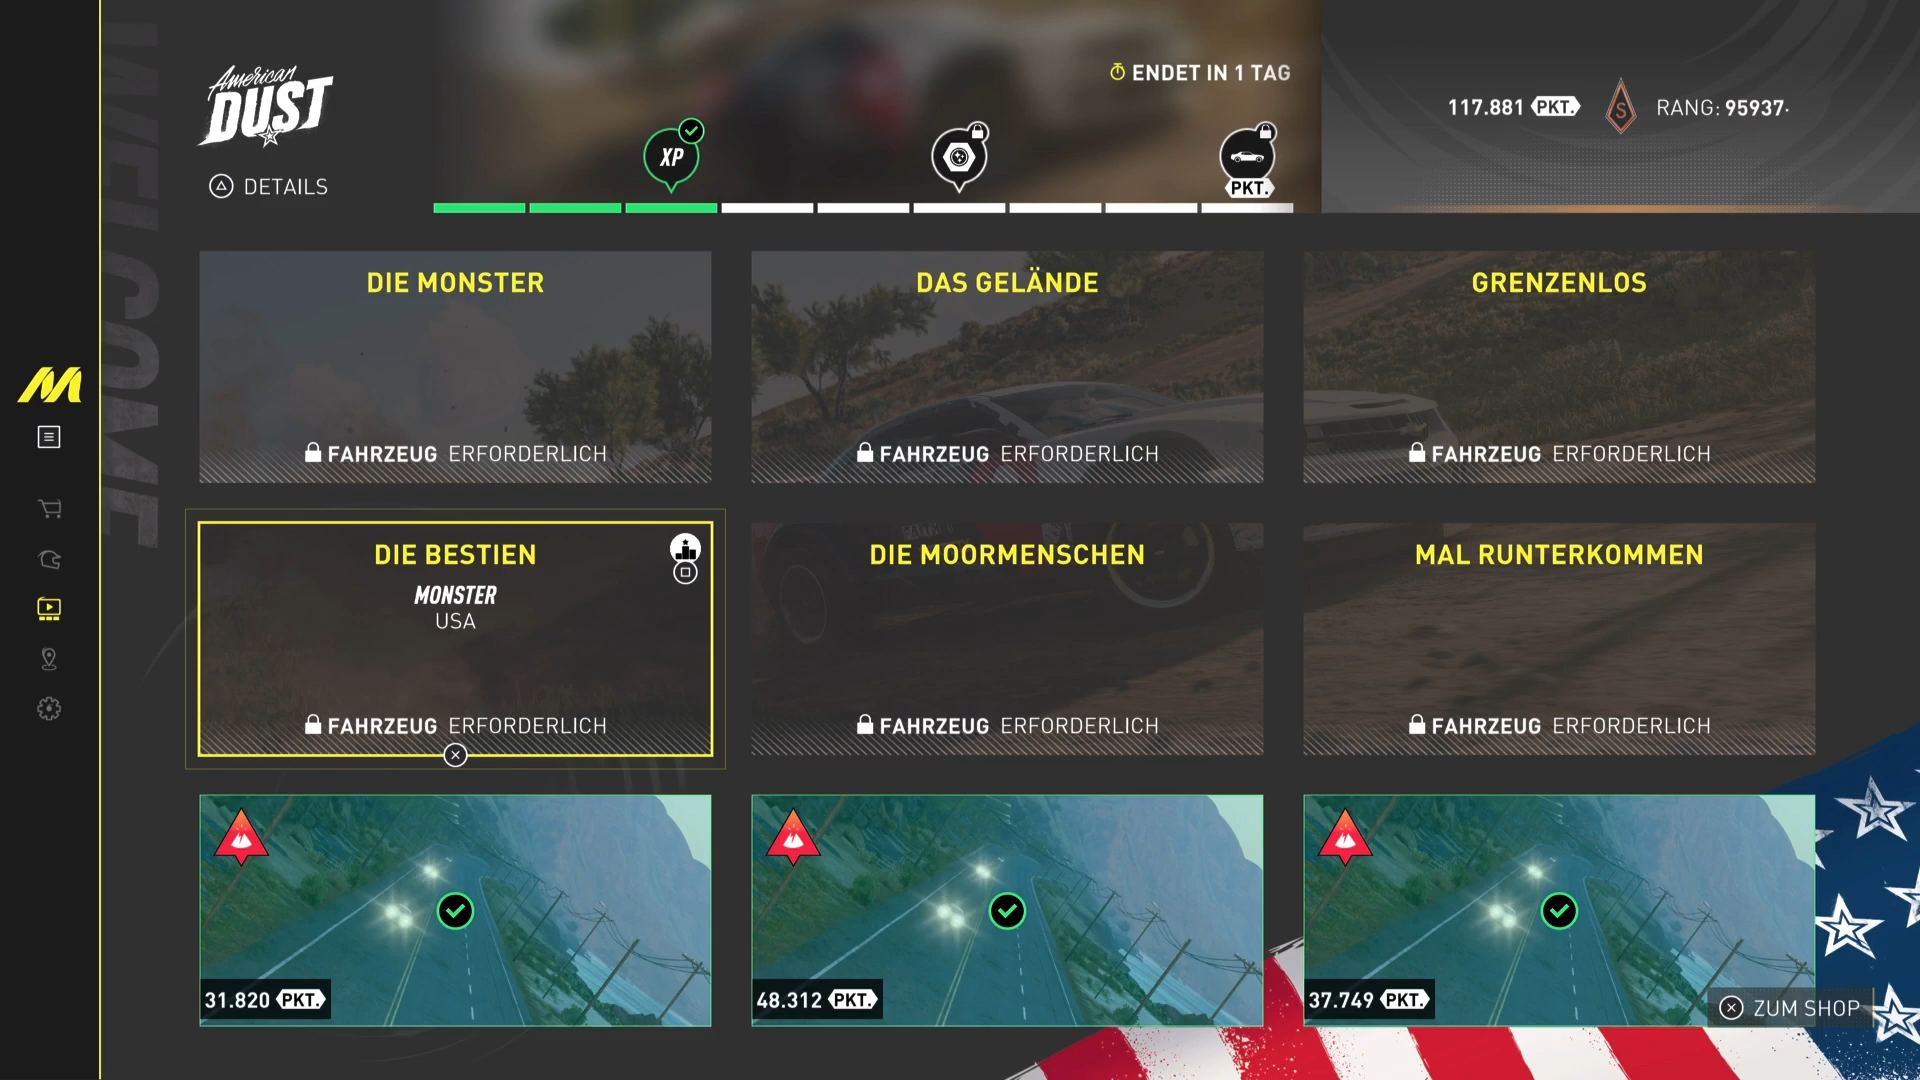 WELCOME
American
DUST
DETAILS
ENDET IN 1 TAG
XP
PKT.
117.881 PKT.
S
RANG: 95937.
DIE MONSTER
FAHRZEUG ERFORDERLICH
DAS GELÄNDE
FAHRZEUG ERFORDERLICH
GRENZENLOS
FAHRZEUG ERFORDERLICH
DIE BESTIEN
MONSTER
USA
FAHRZEUG ERFORDERLICH
DIE MOORMENSCHEN
FAHRZEUG ERFORDERLICH
MAL RUNTERKOMMEN
FAHRZEUG ERFORDERLICH
31.820 PKT.
48.312 PKT.
37.749 PKT.
ZUM SHOP